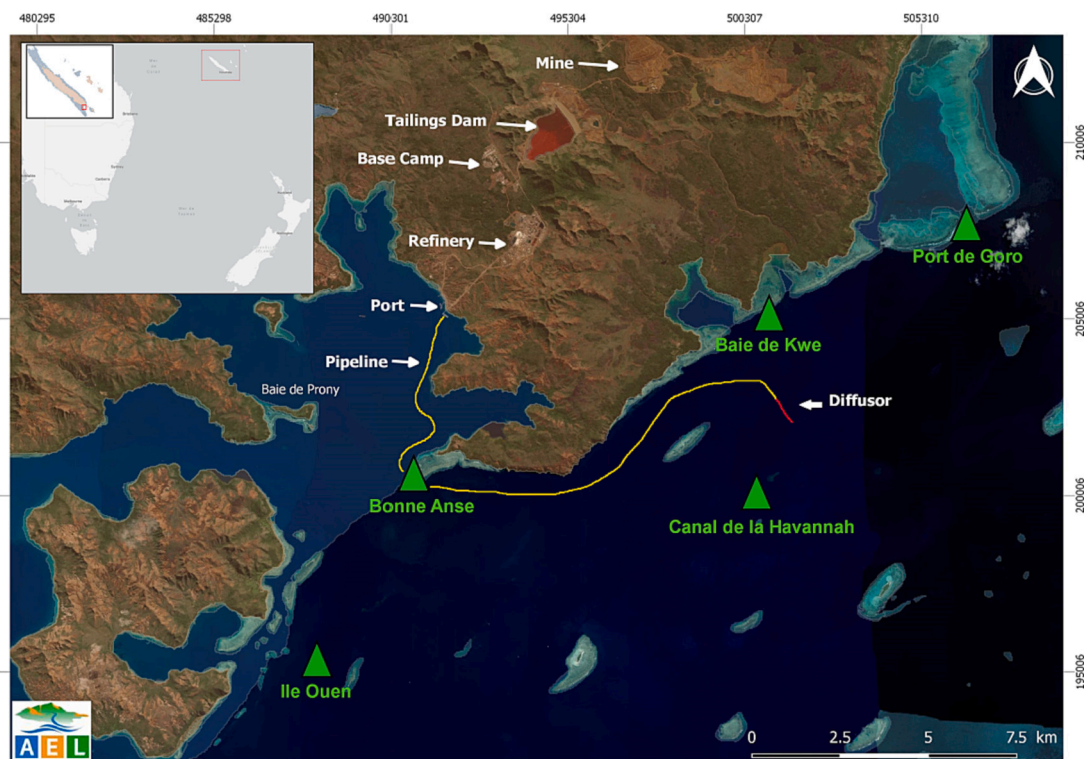 480295
485298
490301
495304
500307
505310
Mine
Tailings Dam
Base Camp
Refinery
Port
Pipeline
Baie de Prony
Port de Goro
Baie de Kwe
Diffusor
Bonne Anse
Canal de la Havannah
Ile Ouen
210006
205006
200006
195006
AEL
0 2.5 5 7.5 km